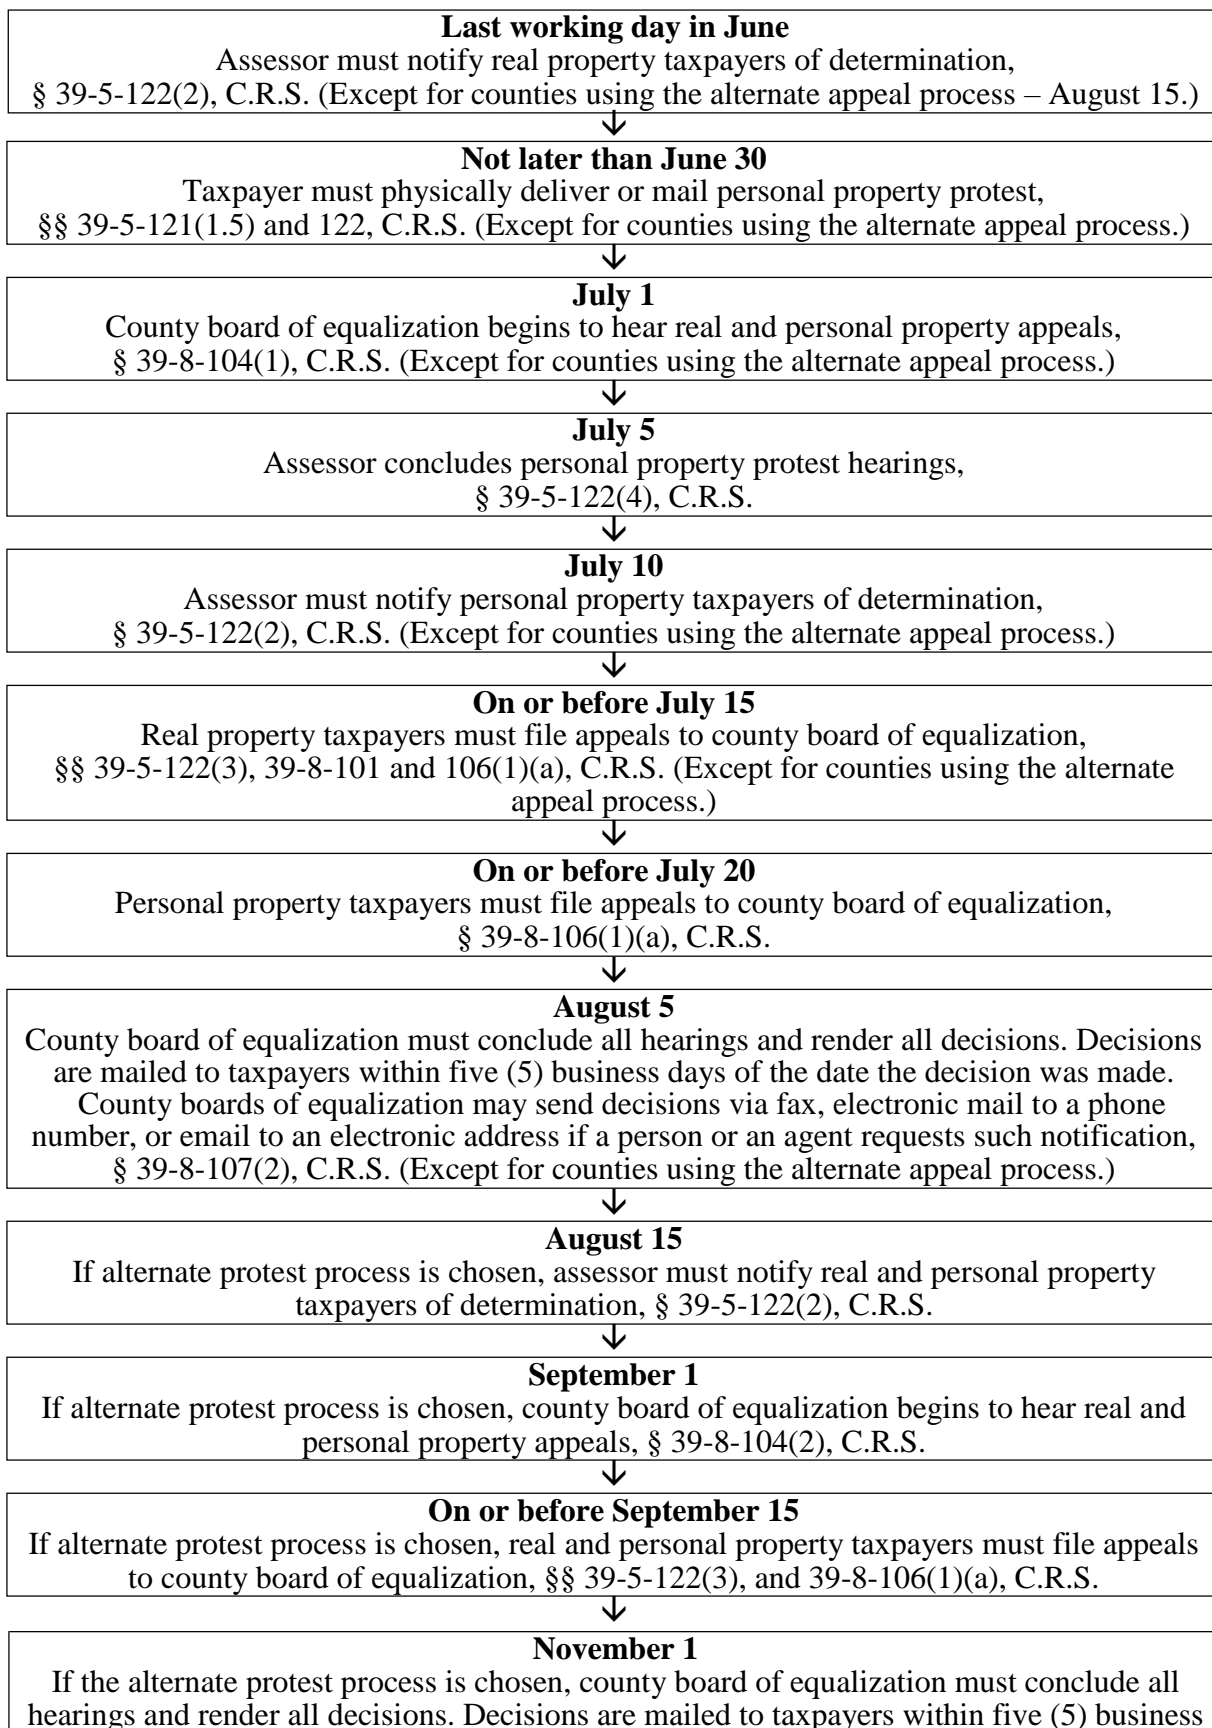 Last working day in June
Assessor must notify real property taxpayers of determination,
§ 39-5-122(2), C.R.S. (Except for counties using the alternate appeal process – August 15.)
Not later than June 30
Taxpayer must physically deliver or mail personal property protest,
§§ 39-5-121(1.5) and 122, C.R.S. (Except for counties using the alternate appeal process.)
July 1
County board of equalization begins to hear real and personal property appeals,
§ 39-8-104(1), C.R.S. (Except for counties using the alternate appeal process.)
July 5
Assessor concludes personal property protest hearings,
§ 39-5-122(4), C.R.S.
July 10
Assessor must notify personal property taxpayers of determination,
§ 39-5-122(2), C.R.S. (Except for counties using the alternate appeal process.)
On or before July 15
Real property taxpayers must file appeals to county board of equalization,
§§ 39-5-122(3), 39-8-101 and 106(1)(a), C.R.S. (Except for counties using the alternate
appeal process.)
On or before July 20
Personal property taxpayers must file appeals to county board of equalization,
§ 39-8-106(1)(a), C.R.S.
August 5
County board of equalization must conclude all hearings and render all decisions. Decisions
are mailed to taxpayers within five (5) business days of the date the decision was made.
County boards of equalization may send decisions via fax, electronic mail to a phone
number, or email to an electronic address if a person or an agent requests such notification,
§ 39-8-107(2), C.R.S. (Except for counties using the alternate appeal process.)
August 15
If alternate protest process is chosen, assessor must notify real and personal property
taxpayers of determination, § 39-5-122(2), C.R.S.
September 1
If alternate protest process is chosen, county board of equalization begins to hear real and
personal property appeals, § 39-8-104(2), C.R.S.
On or before September 15
If alternate protest process is chosen, real and personal property taxpayers must file appeals
to county board of equalization, §§ 39-5-122(3), and 39-8-106(1)(a), C.R.S.
November 1
If the alternate protest process is chosen, county board of equalization must conclude all
hearings and render all decisions. Decisions are mailed to taxpayers within five (5) business